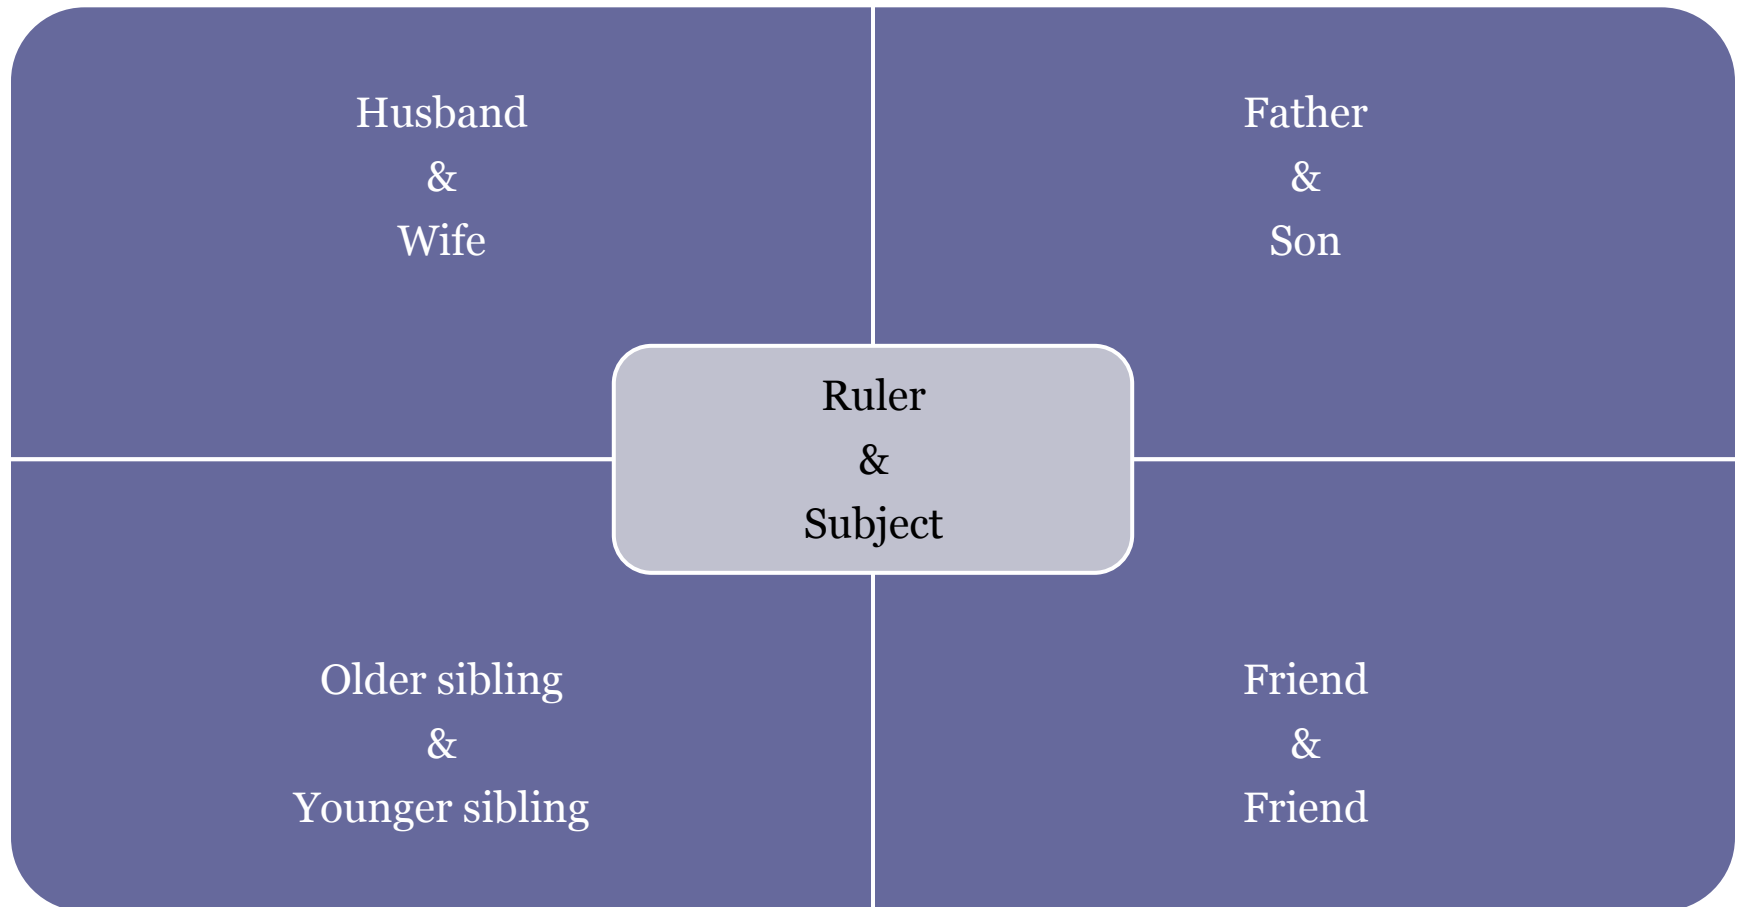 Husband
&
Wife
Father
&
Son
Ruler
&
Subject
Older sibling
&
Younger sibling
Friend
&
Friend